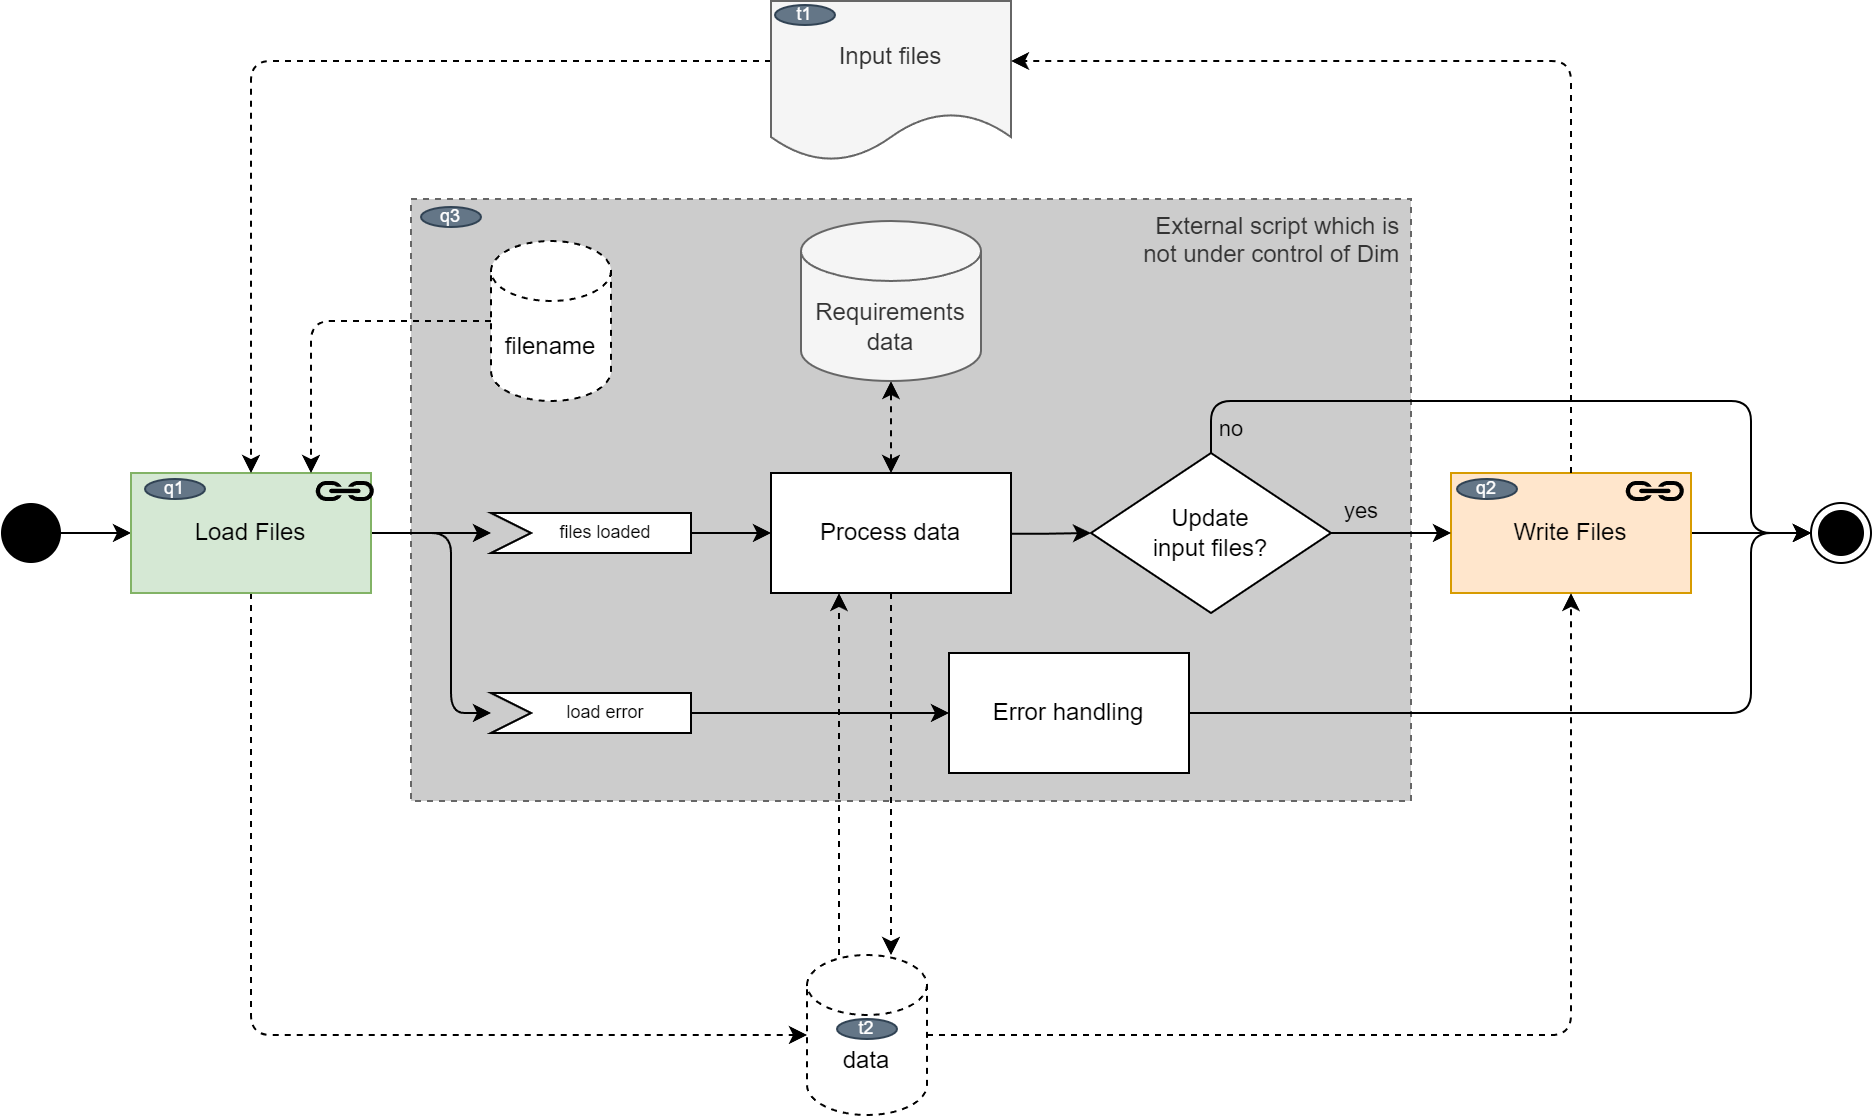 t1
Input files
q3
External script which is
not under control of Dim
filename
Requirements
data
no
q1
Load Files
files loaded
Process data
Update
input files?
yes
q2
Write Files
load error
Error handling
t2
data